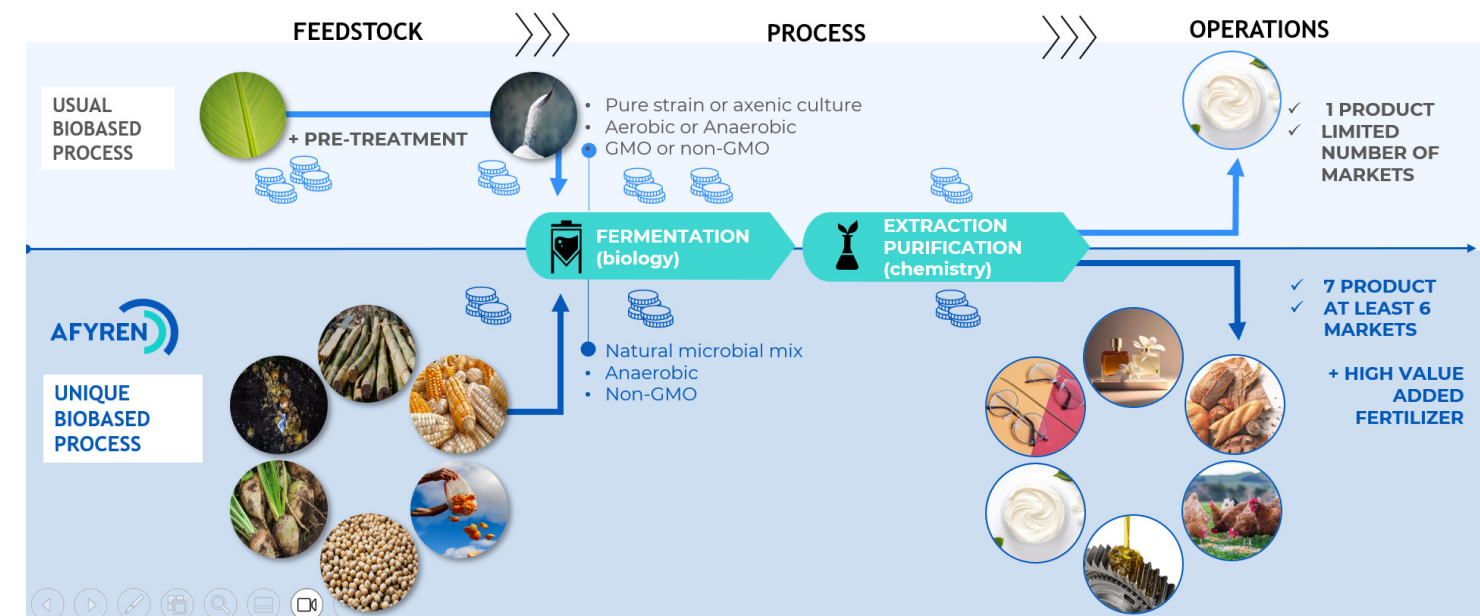 FEEDSTOCK
PROCESS
OPERATIONS
USUAL
BIOBASED
PROCESS
+ PRE-TREATMENT
• Pure strain or axenic culture
• Aerobic or Anaerobic
• GMO or non-GMO
✓ 1 PRODUCT
✓ LIMITED
NUMBER OF
MARKETS
FERMENTATION
(biology)
EXTRACTION
PURIFICATION
(chemistry)
AFYREN
UNIQUE
BIOBASED
PROCESS
• Natural microbial mix
• Anaerobic
• Non-GMO
✓ 7 PRODUCT
✓ AT LEAST 6
MARKETS
+ HIGH VALUE
ADDED
FERTILIZER